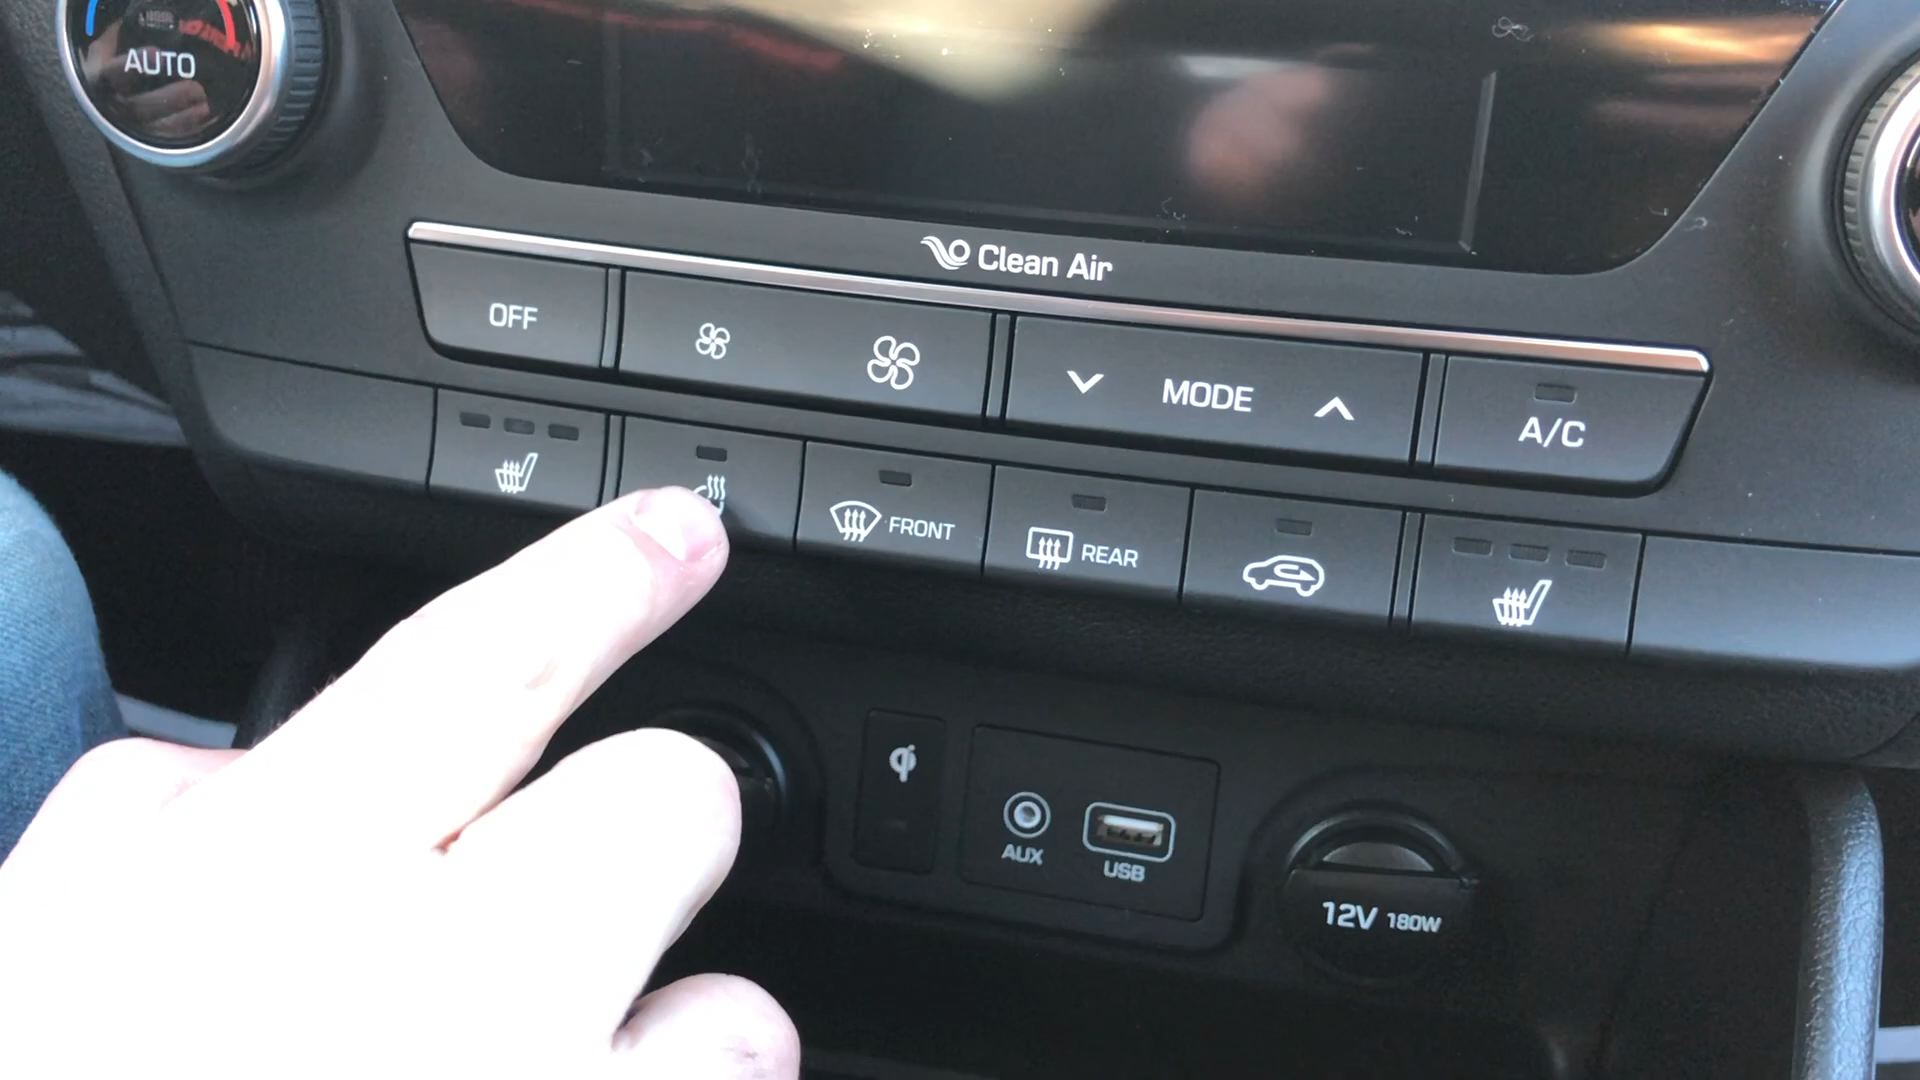 AUTO
Clean Air
OFF
MODE
A/C
FRONT
REAR
AUX
USB
12V 180W